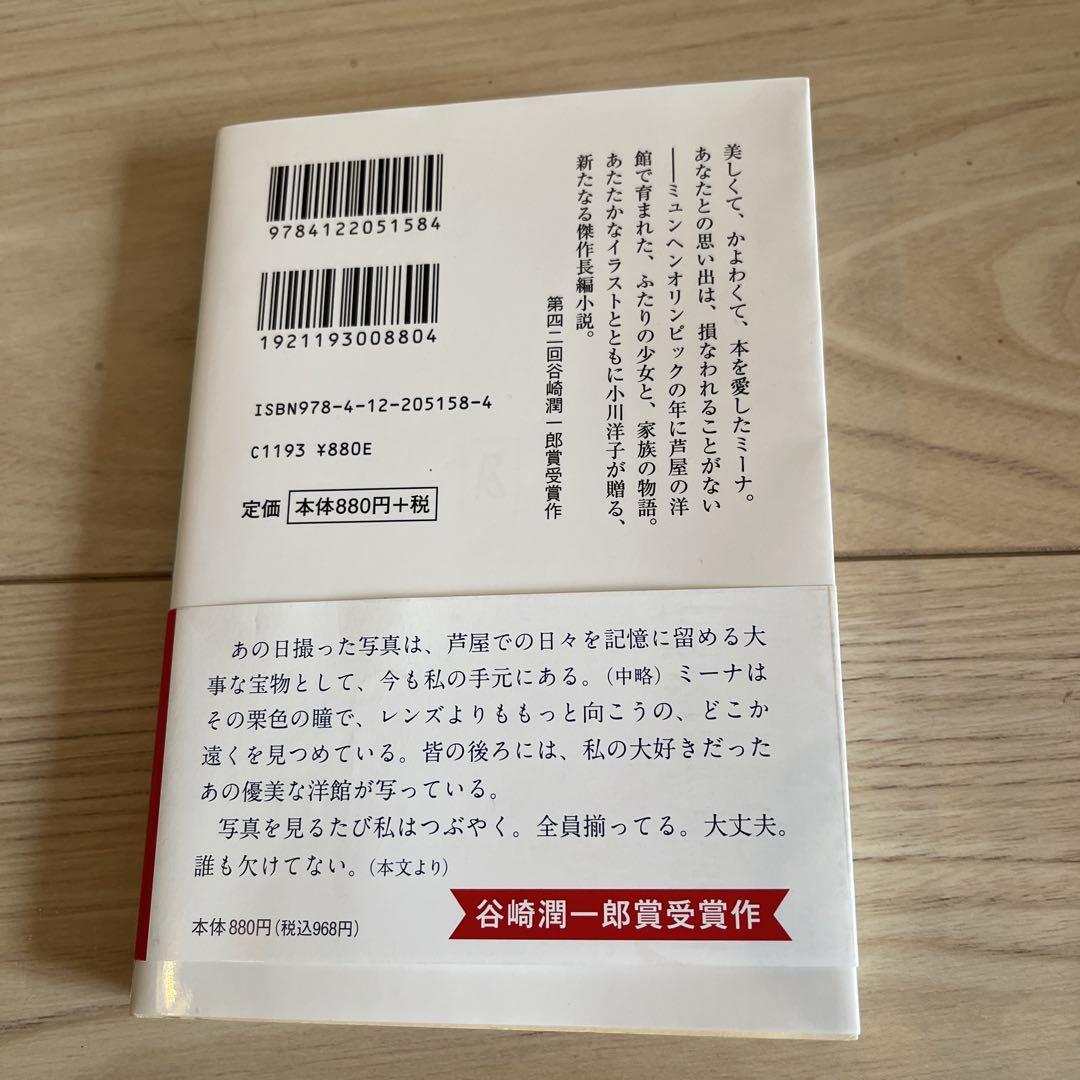 9784122051584
1921193008804
ISBN978-4-12-205158-4
C1193 ¥880E
定価 本体880円+税
美しくて、かよわくて、本を愛したミーナ。
あなたとの思い出は、損なわれることがない
――ミュンヘンオリンピックの年に芦屋の洋
館で育まれた、ふたりの少女と、家族の物語。
あたたかなイラストとともに小川洋子が贈る、
新たなる傑作長編小説。
第四二回谷崎潤一郎賞受賞作
あの日撮った写真は、芦屋での日々を記憶に留める大
事な宝物として、今も私の手元にある。（中略）ミーナは
その栗色の瞳で、レンズよりももっと向こうの、どこか
遠くを見つめている。皆の後ろには、私の大好きだった
あの優美な洋館が写っている。
写真を見るたび私はつぶやく。全員揃ってる。大丈夫。
誰も欠けてない。（本文より）
本体880円（税込968円）
谷崎潤一郎賞受賞作